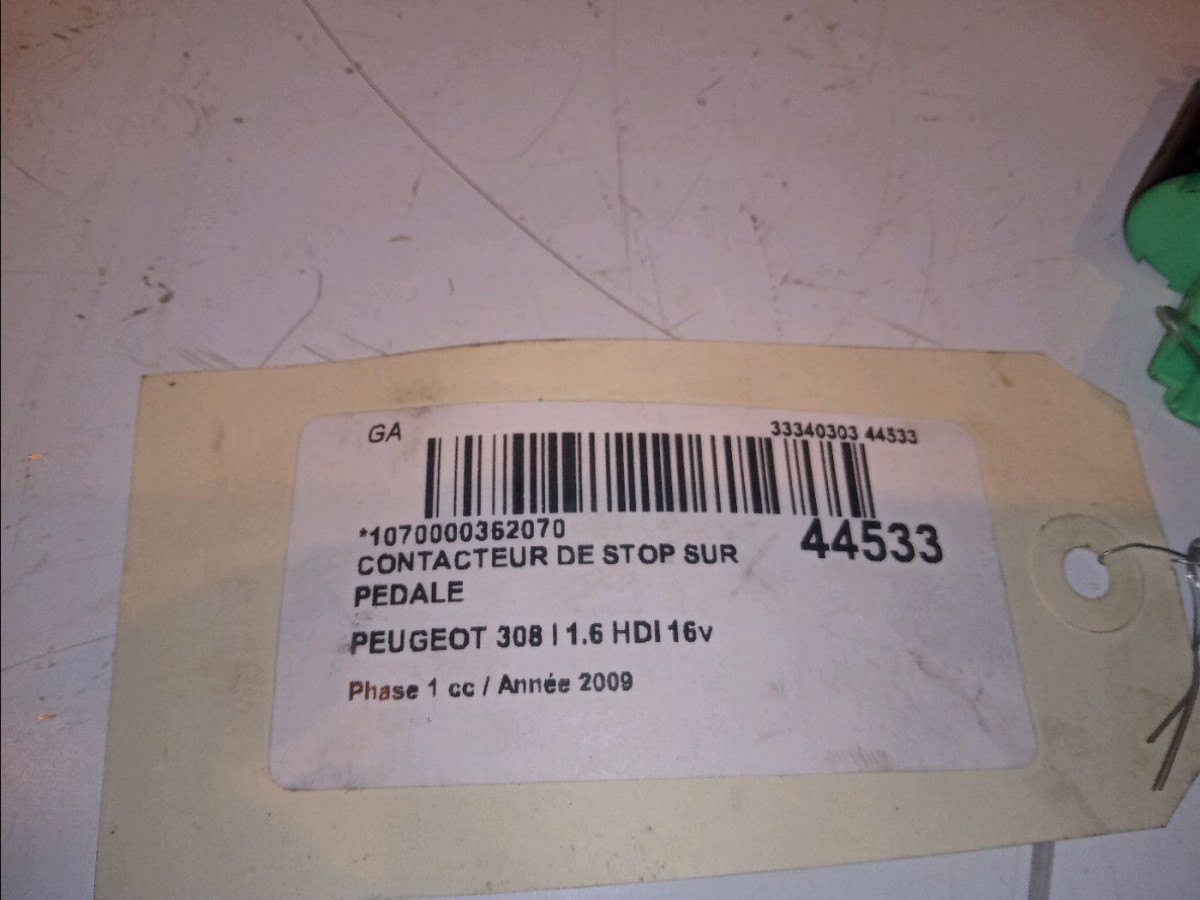 GA
33340303 44533
*1070000362070
44533
CONTACTEUR DE STOP SUR
PEDALE
PEUGEOT 308 I 1.6 HDI 16v
Phase 1 cc / Année 2009